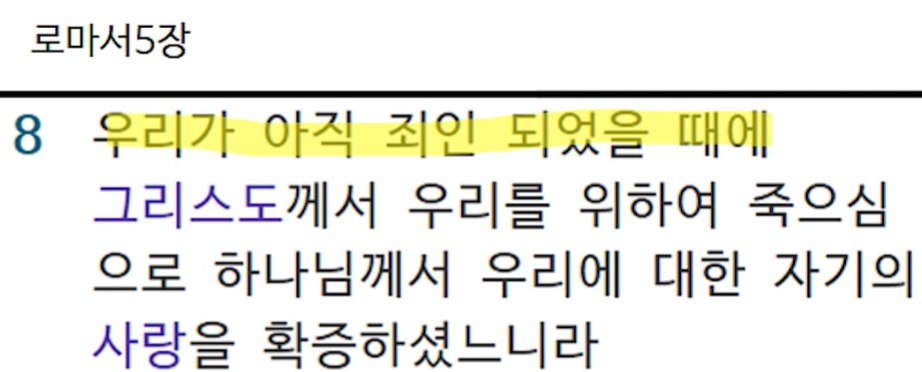 로마서5장
8 우리가 아직 죄인 되었을 때에
그리스도께서 우리를 위하여 죽으심
으로 하나님께서 우리에 대한 자기의
사랑을 확증하셨느니라